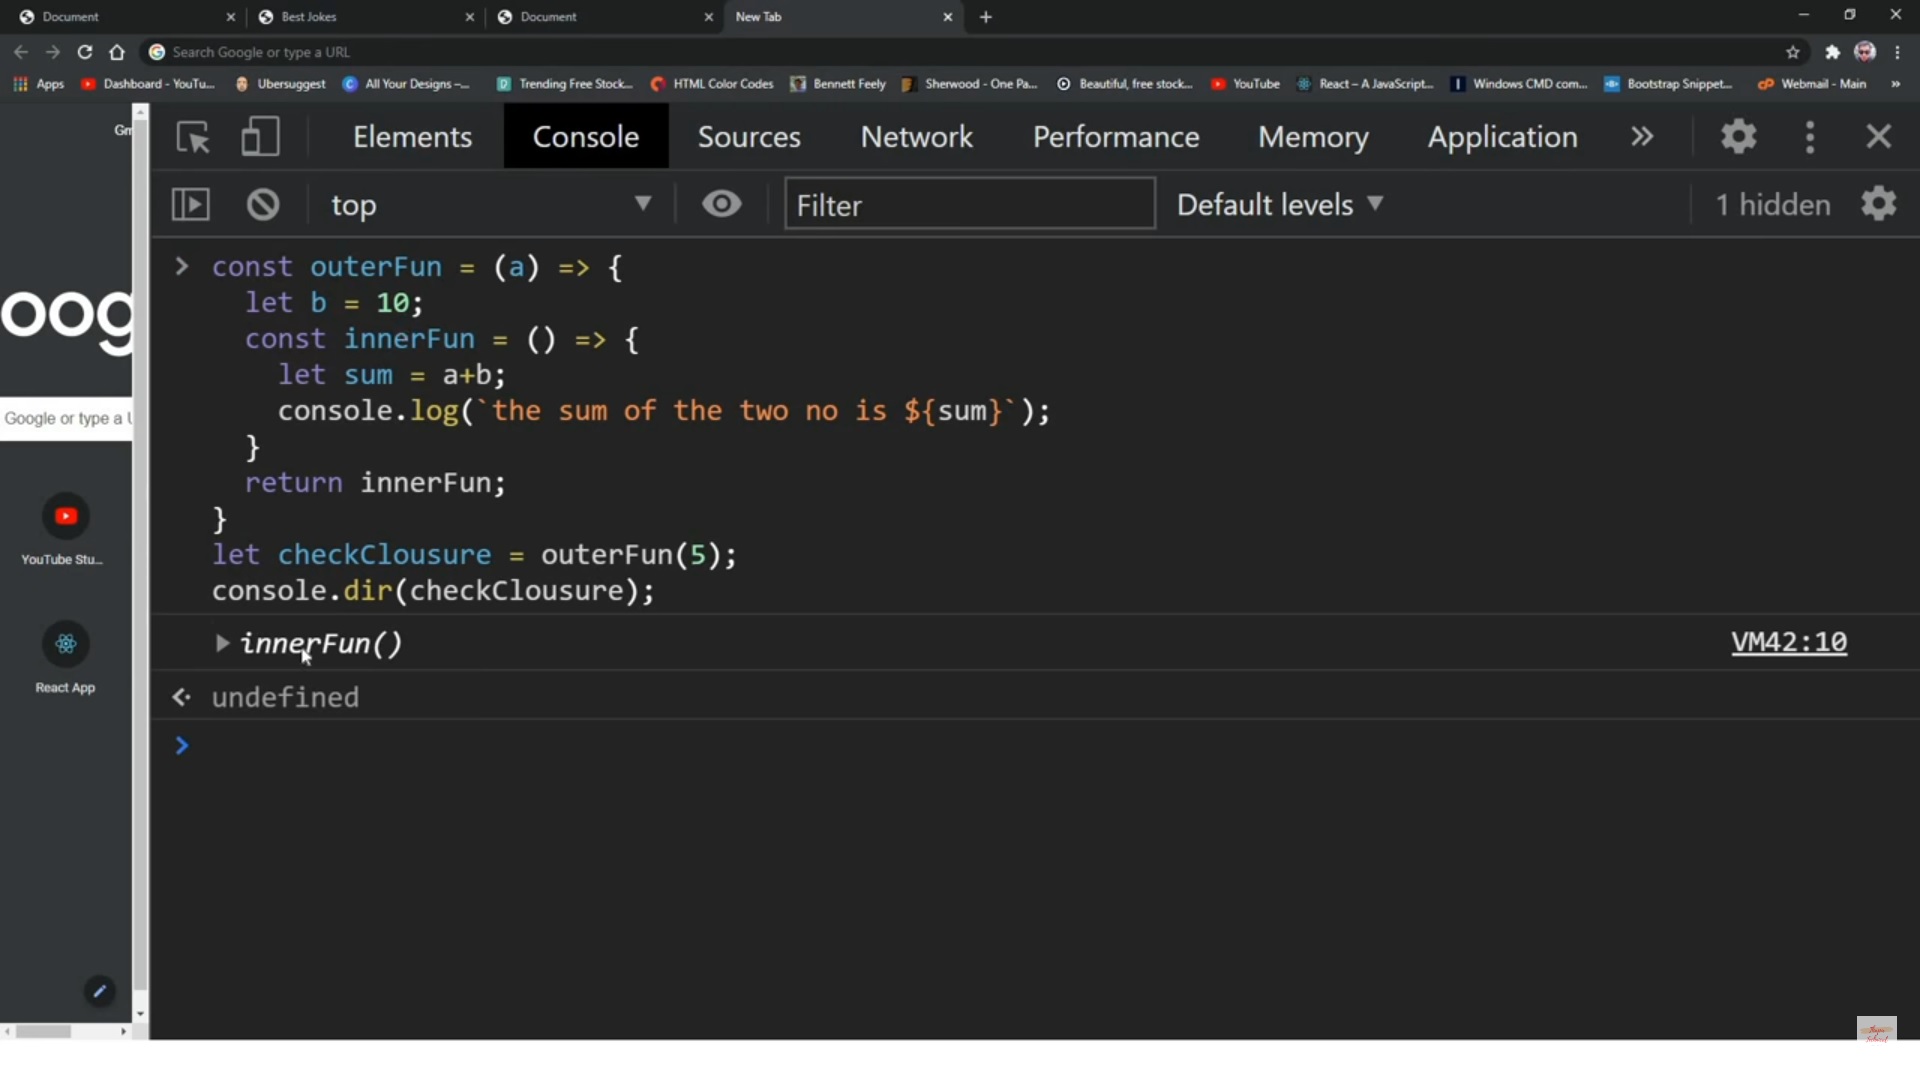 Document
Best Jokes
Document
New Tab
Search Google or type a URL
Apps
Dashboard - YouTu...
Ubersuggest
All Your Designs –...
Trending Free Stock...
HTML Color Codes
Bennett Feely
Sherwood - One Pa...
Beautiful, free stock...
YouTube
React – A JavaScript...
Windows CMD com...
Bootstrap Snippet...
Webmail - Main
»
Gm
oog
Google or type a U
YouTube Stu...
React App
Elements Console Sources Network Performance Memory Application »
top Filter Default levels 1 hidden
const outerFun = (a) => {
let b = 10;
const innerFun = () => {
let sum = a+b;
console.log(`the sum of the two no is ${sum}`);
}
return innerFun;
}
let checkClousure = outerFun(5);
console.dir(checkClousure);
innerFun() VM42:10
undefined